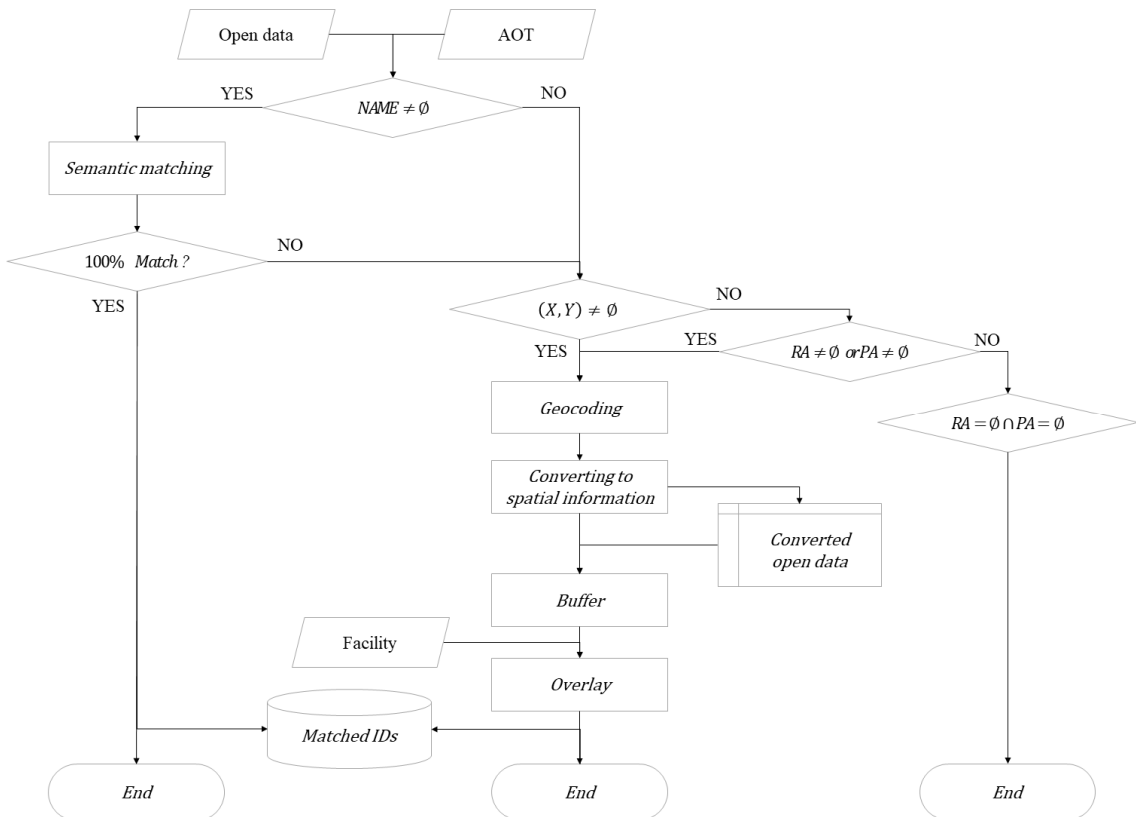 Open data
AOT
YES
NAME ≠ ∅
NO
Semantic matching
100% Match ?
NO
YES
(X, Y) ≠ ∅
NO
YES
YES
RA ≠ ∅ orPA ≠ ∅
NO
Geocoding
RA = ∅ ∩ PA = ∅
Converting to
spatial information
Converted
open data
Buffer
Facility
Overlay
Matched IDs
End
End
End